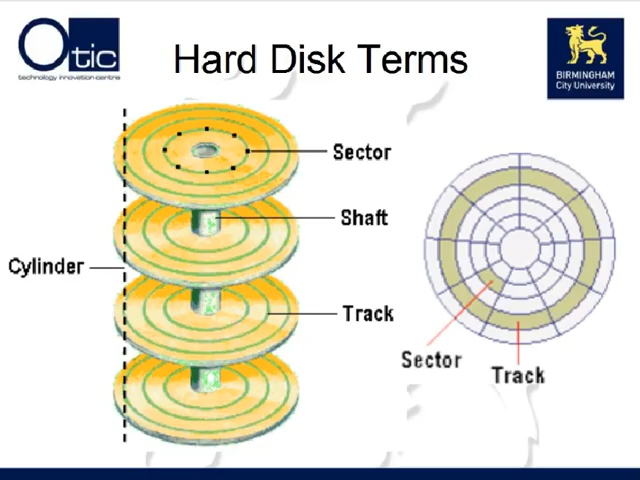 Otic
technology innovation centre
Hard Disk Terms
BIRMINGHAM
City University
Sector
Shaft
Cylinder
Track
Sector
Track